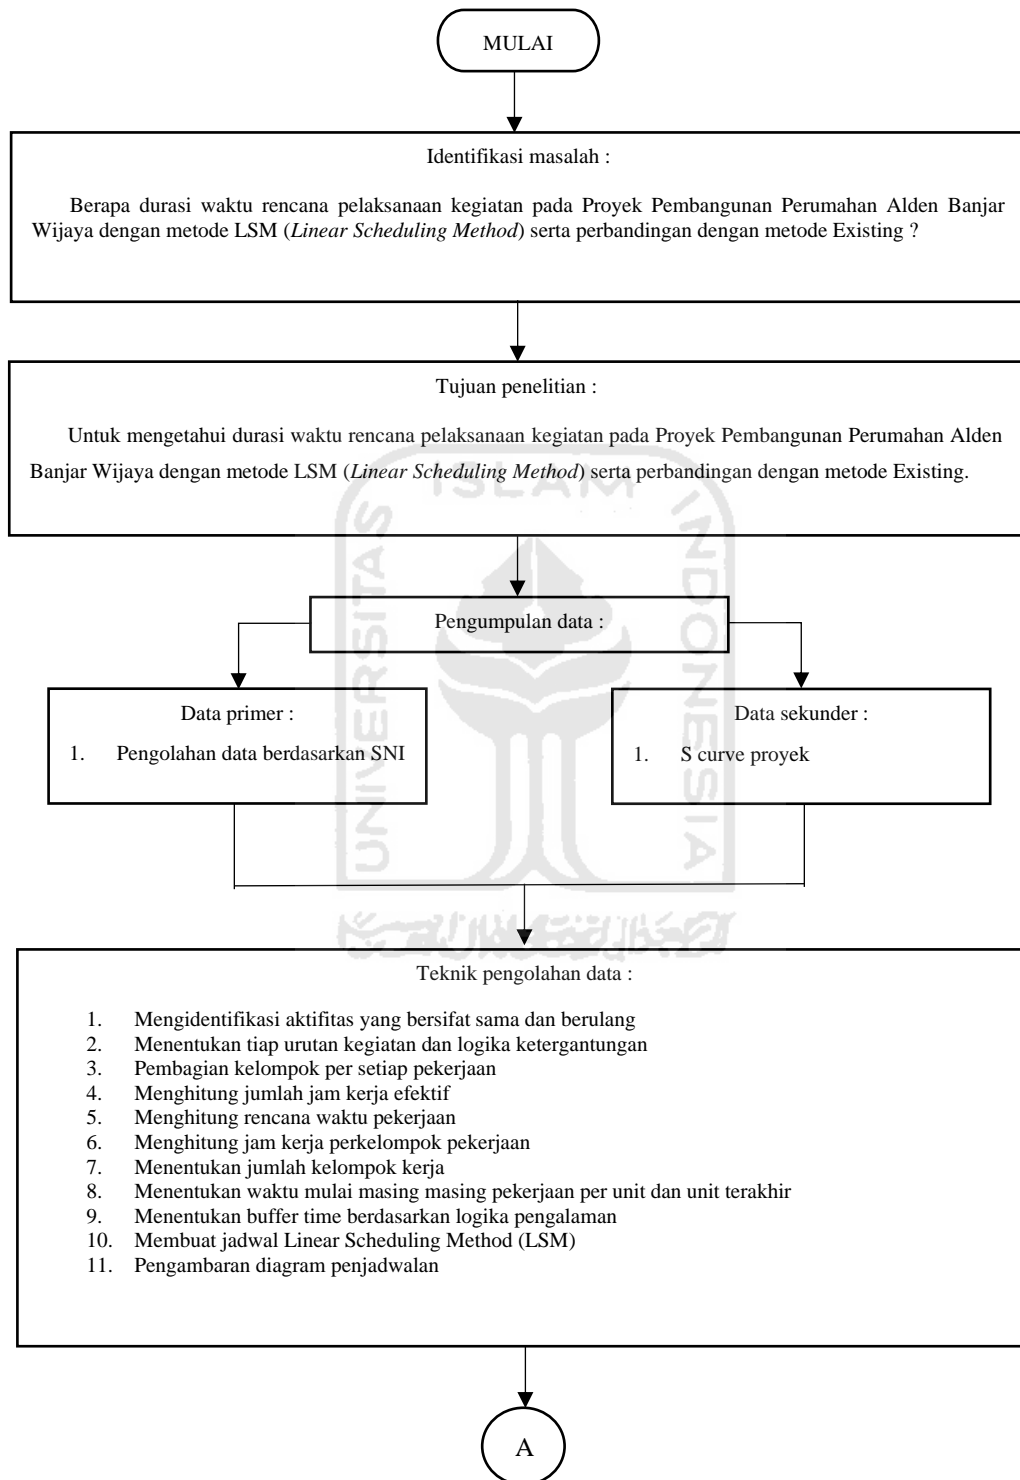 MULAI
Identifikasi masalah :
Berapa durasi waktu rencana pelaksanaan kegiatan pada Proyek Pembangunan Perumahan Alden Banjar
Wijaya dengan metode LSM (Linear Scheduling Method) serta perbandingan dengan metode Existing ?
Tujuan penelitian :
Untuk mengetahui durasi waktu rencana pelaksanaan kegiatan pada Proyek Pembangunan Perumahan Alden
Banjar Wijaya dengan metode LSM (Linear Scheduling Method) serta perbandingan dengan metode Existing.
UNIVERSITAS
ISLAM
INDONESIA
Pengumpulan data :
Data primer :
1. Pengolahan data berdasarkan SNI
Data sekunder :
1. S curve proyek
Teknik pengolahan data :
1. Mengidentifikasi aktifitas yang bersifat sama dan berulang
2. Menentukan tiap urutan kegiatan dan logika ketergantungan
3. Pembagian kelompok per setiap pekerjaan
4. Menghitung jumlah jam kerja efektif
5. Menghitung rencana waktu pekerjaan
6. Menghitung jam kerja perkelompok pekerjaan
7. Menentukan jumlah kelompok kerja
8. Menentukan waktu mulai masing masing pekerjaan per unit dan unit terakhir
9. Menentukan buffer time berdasarkan logika pengalaman
10. Membuat jadwal Linear Scheduling Method (LSM)
11. Pengambaran diagram penjadwalan
A